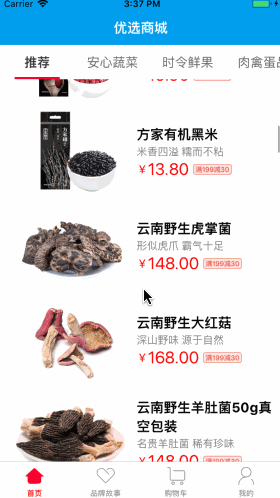 Carrier
3:37 PM
优选商城
推荐
安心蔬菜
时令鲜果
肉禽蛋品
方家有机黑米
米香四溢 糯而不粘
￥13.80 满199减30
云南野生虎掌菌
形似虎爪 霸气十足
￥148.00 满199减30
云南野生大红菇
深山野味 源于自然
￥168.00 满199减30
云南野生羊肚菌50g真空包装
名贵羊肚菌 稀有珍味
￥148.00 满199减30
首页
品牌故事
购物车
我的